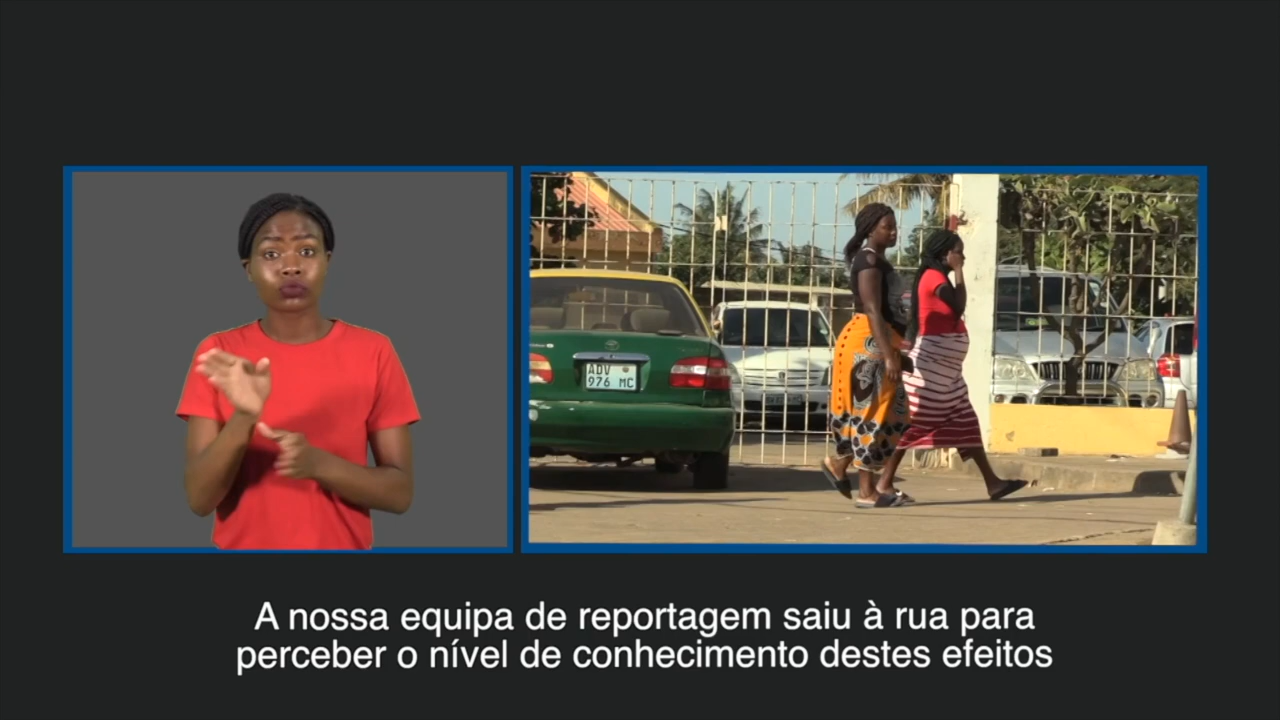 ADV
976 MC
A nossa equipa de reportagem saiu à rua para
perceber o nível de conhecimento destes efeitos